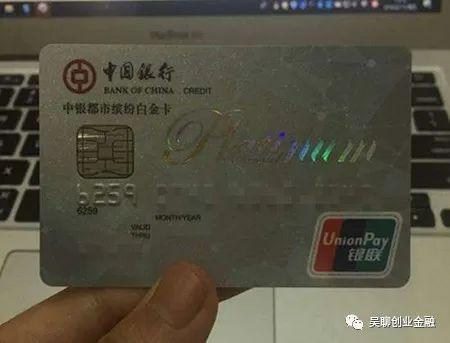 中国银行
BANK OF CHINA CREDIT
中银都市缤纷白金卡
Platinum
6259
6259
MONTH/YEAR
VALID
THRU
UnionPay
银联
吴聊创业金融